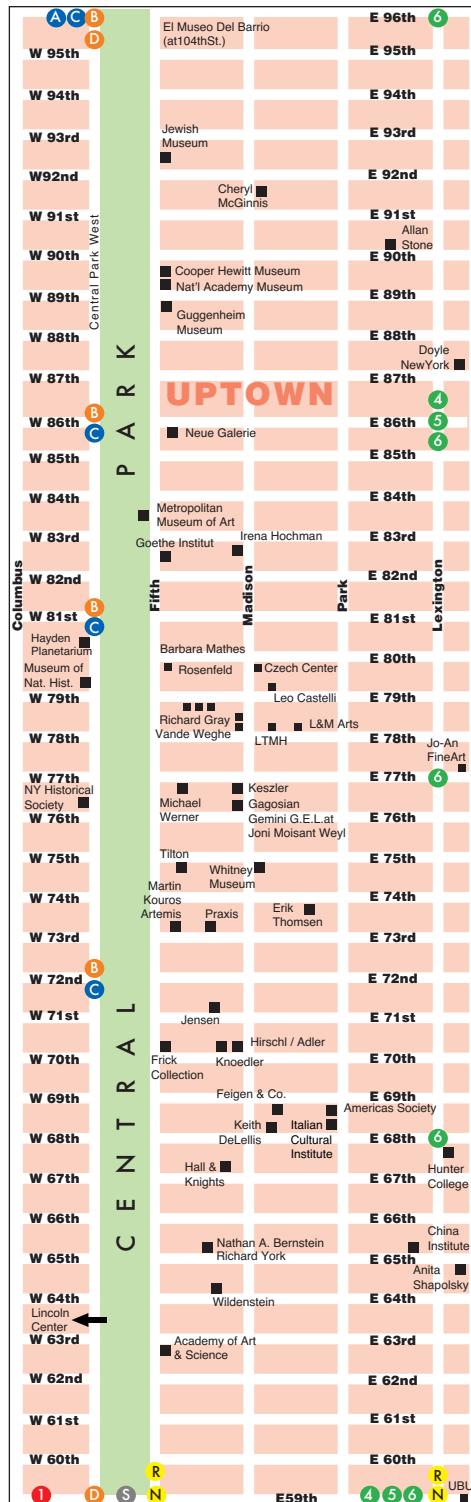 A C B
D
El Museo Del Barrio
(at104thSt.)
E 96th
6
W 95th
E 95th
W 94th
E 94th
W 93rd
Jewish
Museum
E 93rd
W92nd
E 92nd
Cheryl
McGinnis
W 91st
E 91st
Allan
Stone
Central Park West
W 90th
E 90th
Cooper Hewitt Museum
Nat'l Academy Museum
W 89th
E 89th
Guggenheim
Museum
W 88th
E 88th
Doyle
NewYork
W 87th
E 87th
UPTOWN
B
C
4
5
6
W 86th
E 86th
Neue Galerie
W 85th
E 85th
W 84th
E 84th
Metropolitan
Museum of Art
W 83rd
E 83rd
Goethe Institut
Irena Hochman
W 82nd
E 82nd
Columbus
CENTRAL PARK
Fifth
Madison
Park
Lexington
B
C
W 81st
E 81st
Hayden
Planetarium
Barbara Mathes
Rosenfeld
Czech Center
E 80th
Museum of
Nat. Hist.
Leo Castelli
W 79th
E 79th
Richard Gray
Vande Weghe
LTMH
L&M Arts
W 78th
E 78th
Jo-An
FineArt
W 77th
E 77th
6
NY Historical
Society
Michael
Werner
Keszler
Gagosian
Gemini G.E.L.at
Joni Moisant Weyl
W 76th
E 76th
W 75th
E 75th
Tilton
Whitney
Museum
Martin
Kouros
Artemis
Praxis
Erik
Thomsen
W 74th
E 74th
W 73rd
E 73rd
B
C
W 72nd
E 72nd
W 71st
E 71st
Jensen
Hirschl / Adler
W 70th
E 70th
Frick
Collection
Knoedler
W 69th
E 69th
Feigen & Co.
Americas Society
Keith
DeLellis
Italian
Cultural
Institute
W 68th
E 68th
6
Hunter
College
Hall &
Knights
W 67th
E 67th
W 66th
E 66th
Nathan A. Bernstein
Richard York
China
Institute
W 65th
E 65th
Anita
Shapolsky
W 64th
E 64th
Wildenstein
Lincoln
Center
W 63rd
E 63rd
Academy of Art
& Science
W 62nd
E 62nd
W 61st
E 61st
W 60th
E 60th
R
R
1
D
S
N
E59th
4 5 6
N
UBU